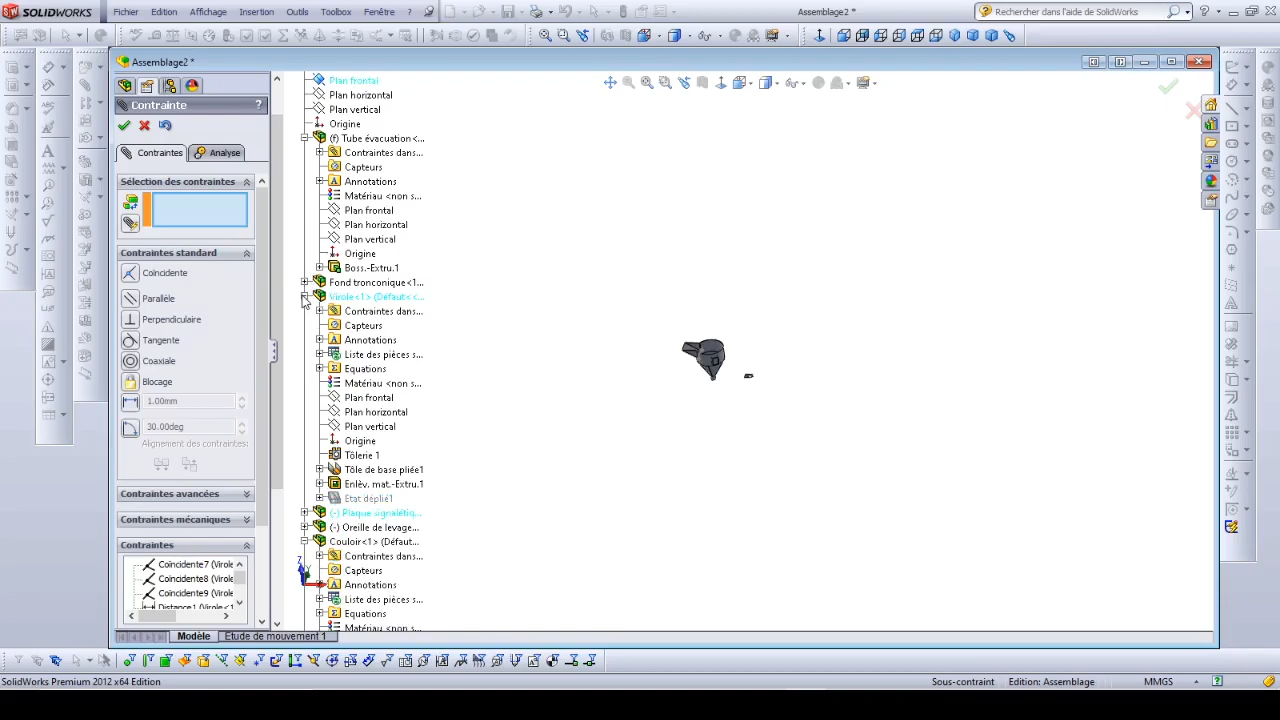 SOLIDWORKS Fichier Edition Affichage Insertion Outils Toolbox Fenêtre ? Assemblage2 * Rechercher dans l'aide de SolidWorks ?
Assemblage2 *
Contrainte ?
Contraintes Analyse
Sélection des contraintes
Contraintes standard
Coïncidente
Parallèle
Perpendiculaire
Tangente
Coaxiale
Blocage
1.00mm
30.00deg
Alignement des contraintes:
Contraintes avancées
Contraintes mécaniques
Contraintes
Coïncidente7 (Virole
Coïncidente8 (Virole
Coïncidente9 (Virole
Distance1 (Virole<1
Plan frontal
Plan horizontal
Plan vertical
Origine
(f) Tube évacuation <...
Contraintes dans...
Capteurs
Annotations
Matériau <non s...
Plan frontal
Plan horizontal
Plan vertical
Origine
Boss.-Extru.1
Fond tronconique<1...
Virole<1> (Défaut<<...
Contraintes dans...
Capteurs
Annotations
Liste des pièces s...
Equations
Matériau <non s...
Plan frontal
Plan horizontal
Plan vertical
Origine
Tôlerie 1
Tôle de base pliée1
Enlèv. mat.-Extru.1
Etat déplié1
(-) Plaque signalétiq...
(-) Oreille de levage...
Couloir<1> (Défaut...
Contraintes dans...
Capteurs
Annotations
Liste des pièces s...
Equations
Matériau <non s...
Z
Modèle Etude de mouvement 1
SolidWorks Premium 2012 x64 Edition Sous-contraint Edition: Assemblage MMGS ?